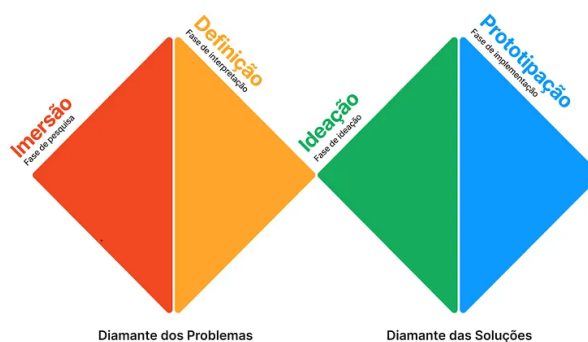 Imersão
Fase de pesquisa
Definição
Fase de interpretação
Ideação
Fase de ideação
Prototipação
Fase de implementação
Diamante dos Problemas
Diamante das Soluções